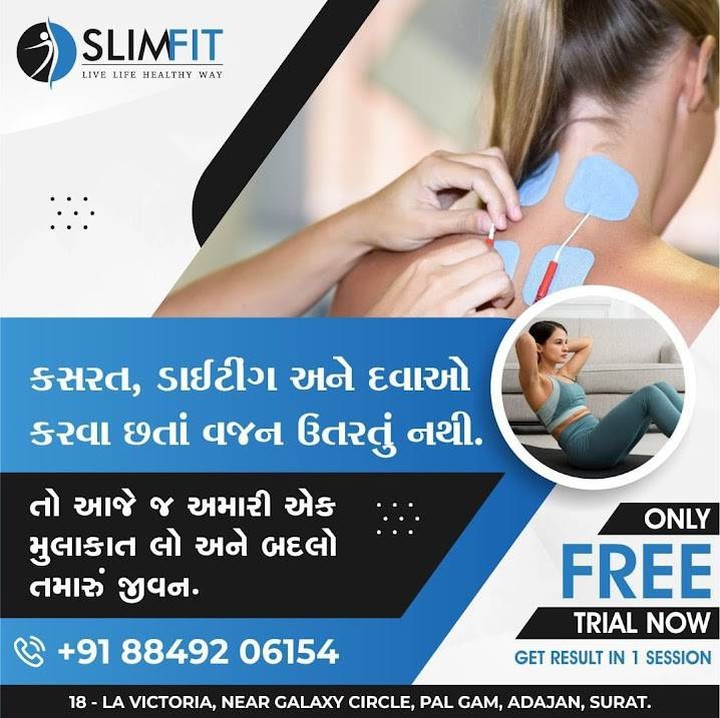 SLIMFIT
LIVE LIFE HEALTHY WAY
કસરત, ડાઈટીંગ અને દવાઓ
કરવા છતાં વજન ઉતરતું નથી.
તો આજે જ અમારી એક
મુલાકાત લો અને બદલો
તમારું જીવન.
+91 88492 06154
ONLY
FREE
TRIAL NOW
GET RESULT IN 1 SESSION
18 - LA VICTORIA, NEAR GALAXY CIRCLE, PAL GAM, ADAJAN, SURAT.